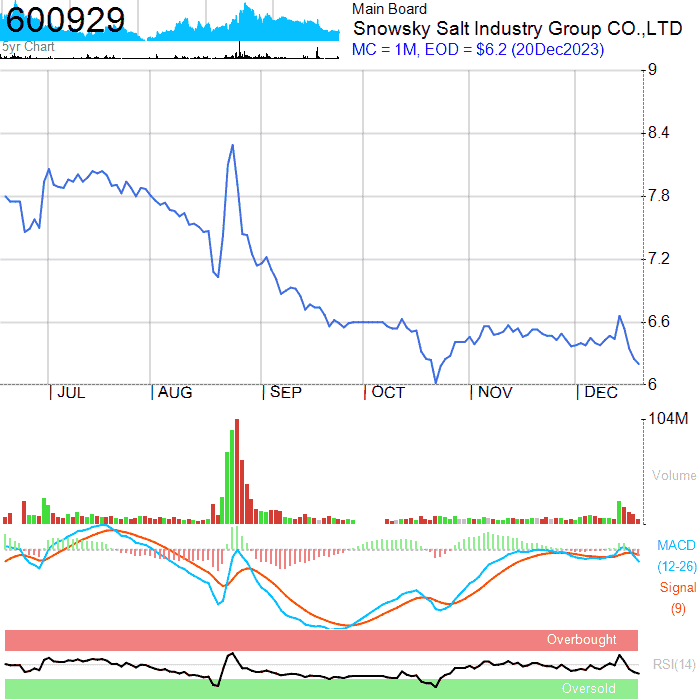 600929
5yr Chart
Main Board
Snowsky Salt Industry Group CO.,LTD
MC = 1M, EOD = $6.2 (20Dec2023)
9
8.4
7.8
7.2
6.6
6
JUL AUG SEP OCT NOV DEC
104M
Volume
MACD
(12-26)
Signal
(9)
Overbought
RSI(14)
Oversold